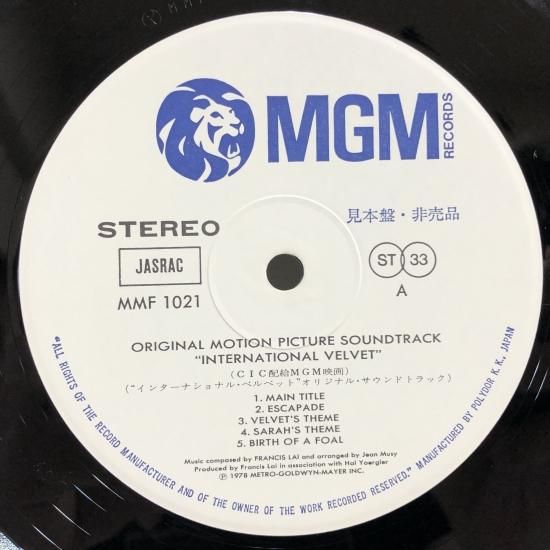 MGM
RECORDS
見本盤・非売品
STEREO
JASRAC
MMF 1021
ST 33
A
ORIGINAL MOTION PICTURE SOUNDTRACK
"INTERNATIONAL VELVET"
(CIC配給MGM映画)
("インターナショナル・ベルベット"オリジナル・サウンドトラック)
1. MAIN TITLE
2. ESCAPADE
3. VELVET'S THEME
4. SARAH'S THEME
5. BIRTH OF A FOAL
Music composed by FRANCIS LAI and arranged by Jean Musy
Produced by Francis Lai in association with Hal Yoergler
Ⓟ 1978 METRO-GOLDWYN-MAYER INC.
"ALL RIGHTS OF THE RECORD MANUFACTURER AND OF THE OWNER OF THE WORK RECORDED RESERVED." MANUFACTURED BY POLYDOR K. K., JAPAN